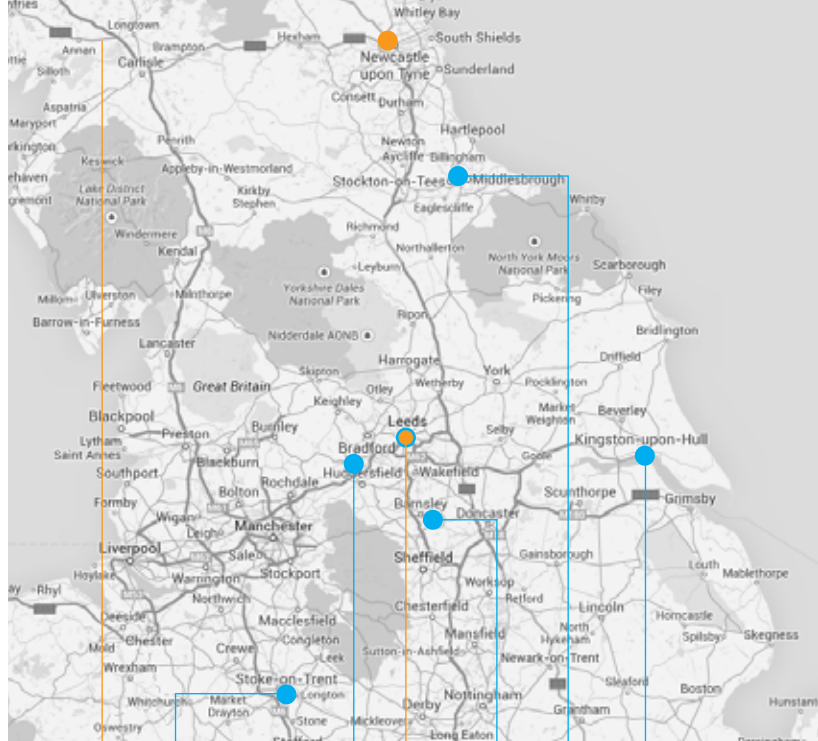 Whitley Bay
Longtown
Annan
Brampton
Hexham
South Shields
Carlisle
Newcastle
upon Tyne
Silloth
Sunderland
Consett
Durham
Aspatria
Maryport
Hartlepool
Penrith
Newton
Aycliffe
Billingham
Keswick
Appleby-in-Westmorland
Stockton-on-Tees
Middlesbrough
Lake District
National Park
Kirkby
Stephen
Eaglescliffe
Whitby
Windermere
Richmond
Kendal
Northallerton
North York Moors
National Park
Leyburn
Scarborough
Yorkshire Dales
National Park
Millom
Ulverston
Milnthorpe
Pickering
Filey
Barrow-in-Furness
Ripon
Nidderdale AONB
Bridlington
Lancaster
Harrogate
Driffield
Skipton
York
Fleetwood
Great Britain
Otley
Wetherby
Pocklington
Keighley
Market
Weighton
Beverley
Blackpool
Leeds
Burnley
Selby
Lytham
Saint Annes
Preston
Bradford
Kingston-upon-Hull
Blackburn
Goole
Southport
Huddersfield
Wakefield
Rochdale
Bolton
Scunthorpe
Grimsby
Formby
Barnsley
Doncaster
Wigan
Leigh
Manchester
Liverpool
Sale
Sheffield
Gainsborough
Hoylake
Warrington
Stockport
Louth
Mablethorpe
Rhyl
Worksop
Northwich
Retford
Deeside
Macclesfield
Chesterfield
Lincoln
Horncastle
Chester
Congleton
Mansfield
North
Hykeham
Spilsby
Skegness
Mold
Crewe
Leek
Sutton-in-Ashfield
Newark-on-Trent
Wrexham
Stoke-on-Trent
Sleaford
Boston
Whitchurch
Market
Drayton
Longton
Nottingham
Derby
Grantham
Oswestry
Stone
Mickleover
Long Eaton